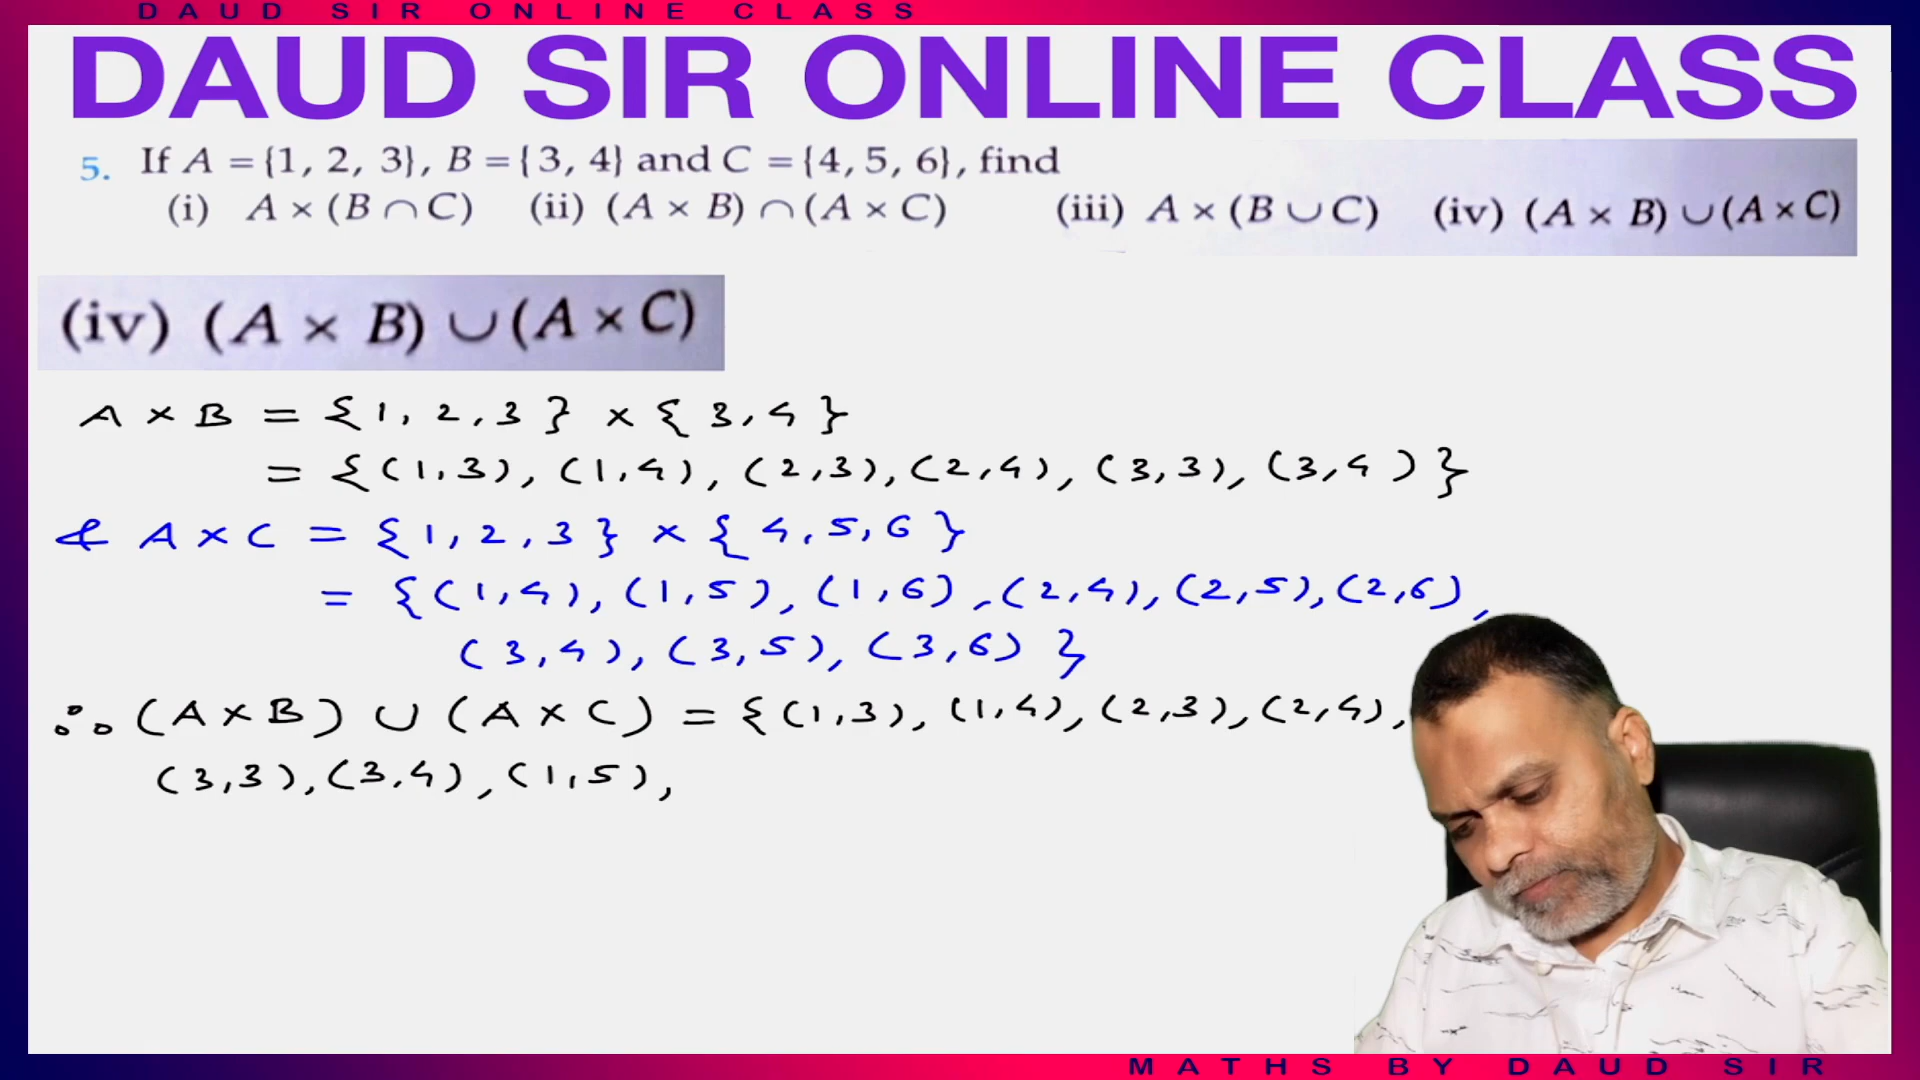 DAUD SIR ONLINE CLASS
DAUD SIR ONLINE CLASS
5. If A = {1, 2, 3}, B = {3, 4} and C = {4, 5, 6}, find
(i) A × (B ∩ C) (ii) (A × B) ∩ (A × C) (iii) A × (B ∪ C) (iv) (A × B) ∪ (A × C)
(iv) (A × B) ∪ (A × C)
A × B = {1, 2, 3} × {3, 4}
= {(1,3), (1,4), (2,3), (2,4), (3,3), (3,4)}
& A × C = {1, 2, 3} × {4, 5, 6}
= {(1,4), (1,5), (1,6), (2,4), (2,5), (2,6),
(3,4), (3,5), (3,6)}
∴ (A × B) ∪ (A × C) = {(1,3), (1,4), (2,3), (2,4),
(3,3), (3,4), (1,5),
MATHS BY DAUD SIR